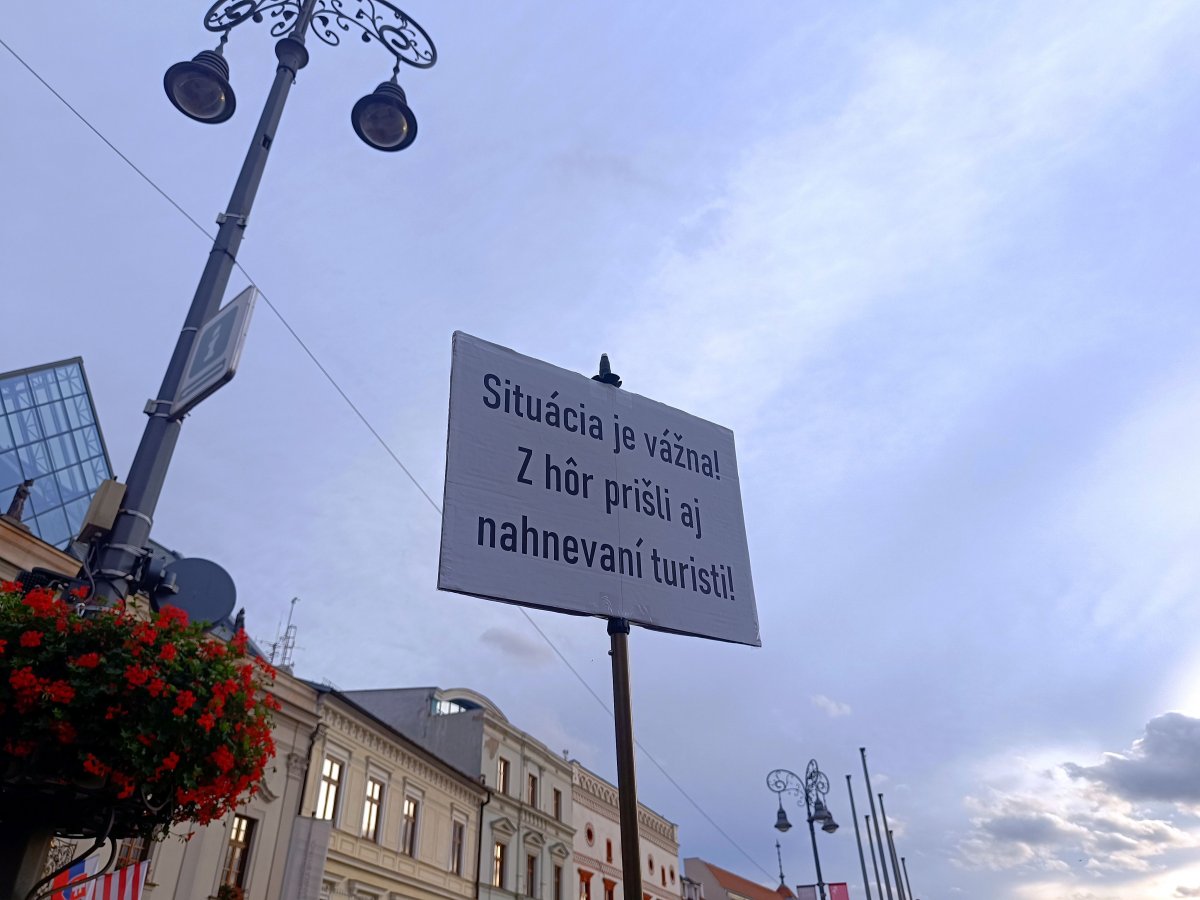 Situácia je vážna!
Z hôr prišli aj
nahnevaní turisti!